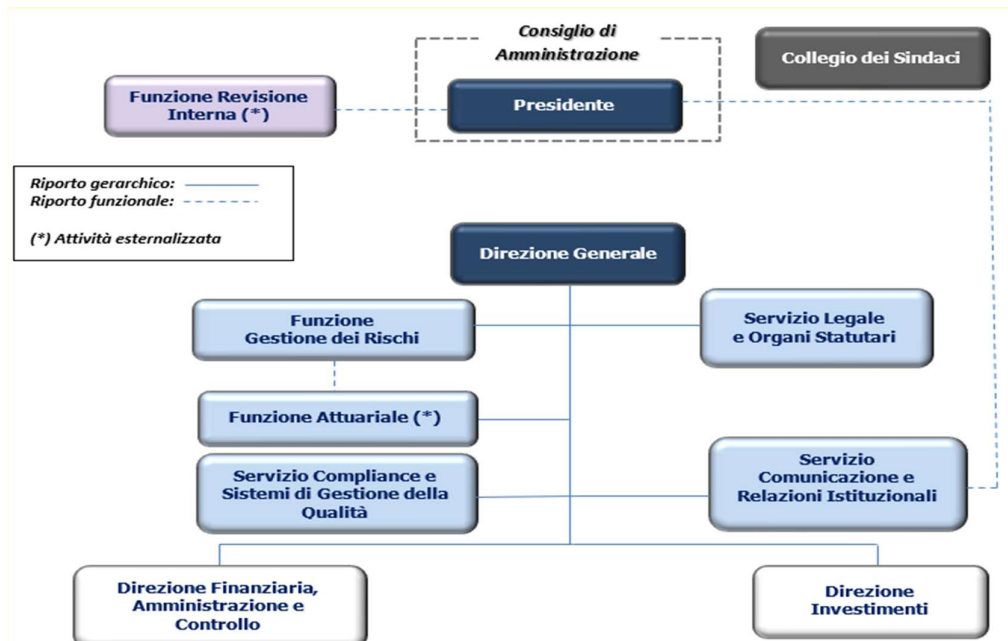 Consiglio di
Amministrazione
Collegio dei Sindaci
Funzione Revisione
Interna (*)
Presidente
Riporto gerarchico:
Riporto funzionale:
(*) Attività esternalizzata
Direzione Generale
Funzione
Gestione dei Rischi
Servizio Legale
e Organi Statutari
Funzione Attuariale (*)
Servizio Compliance e
Sistemi di Gestione della
Qualità
Servizio
Comunicazione e
Relazioni Istituzionali
Direzione Finanziaria,
Amministrazione e
Controllo
Direzione
Investimenti